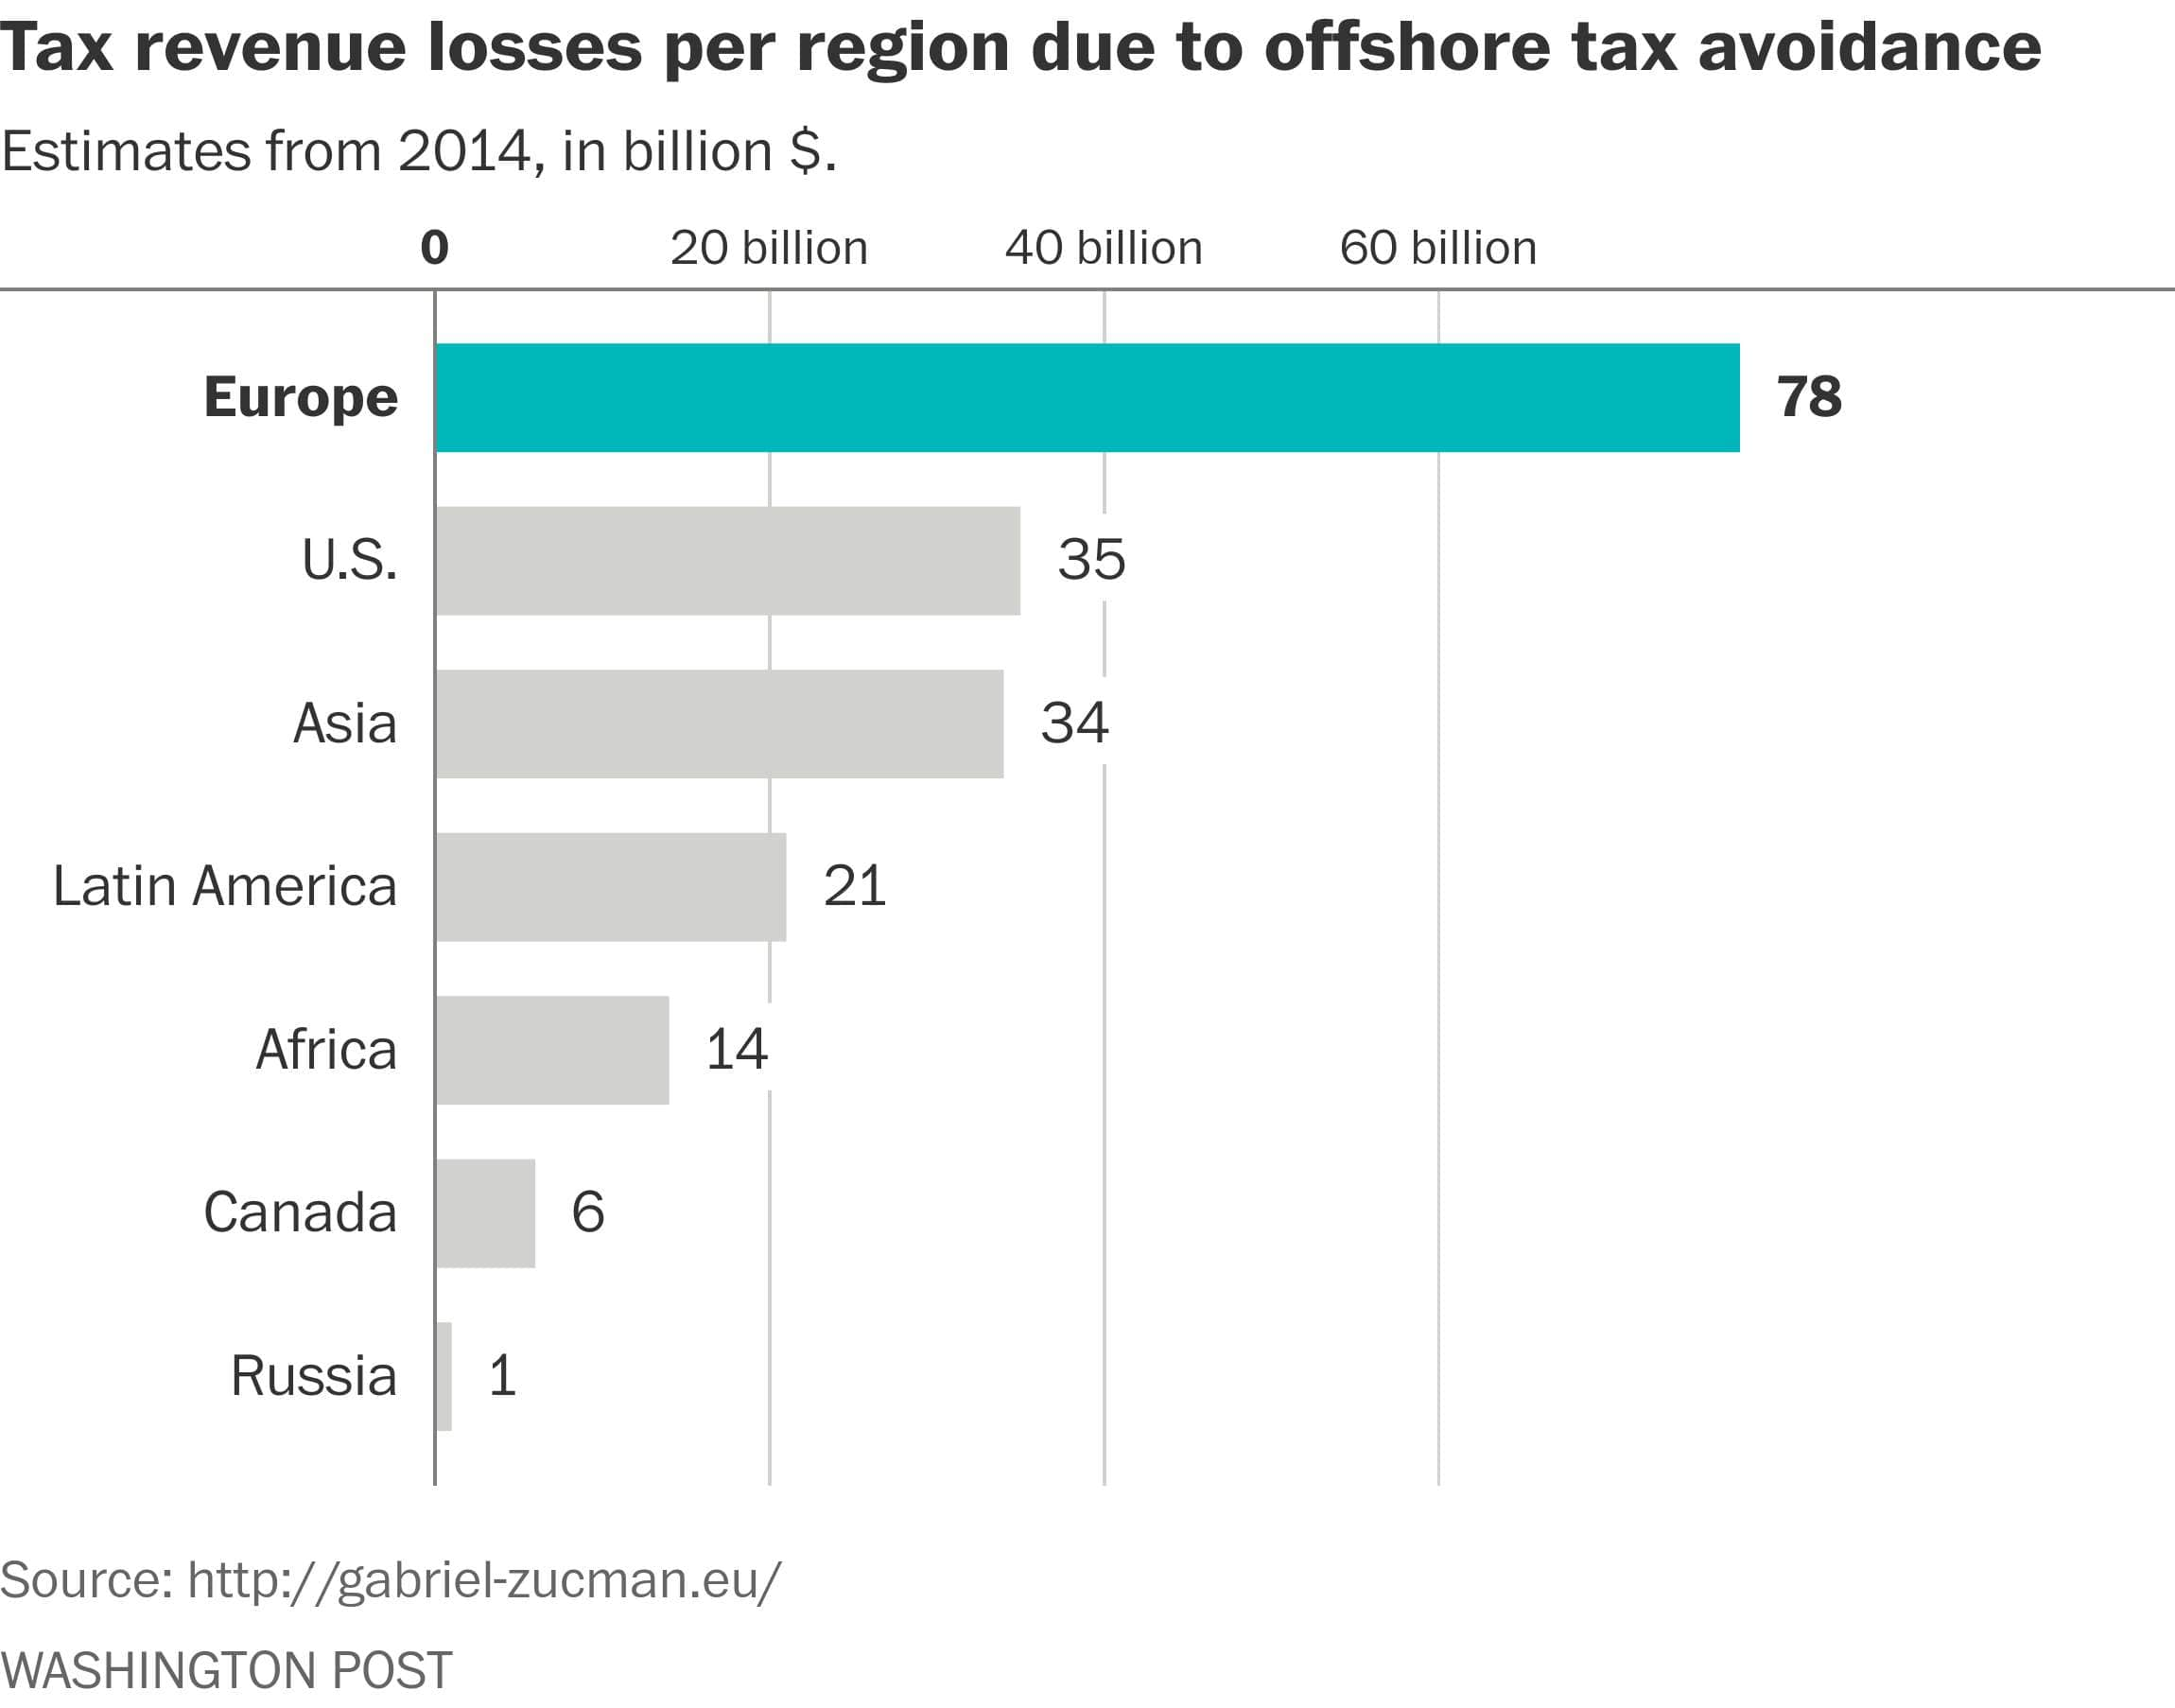 Tax revenue losses per region due to offshore tax avoidance
Estimates from 2014, in billion $.
0 20 billion 40 billion 60 billion
Europe 78
U.S. 35
Asia 34
Latin America 21
Africa 14
Canada 6
Russia 1
Source: http://gabriel-zucman.eu/
WASHINGTON POST